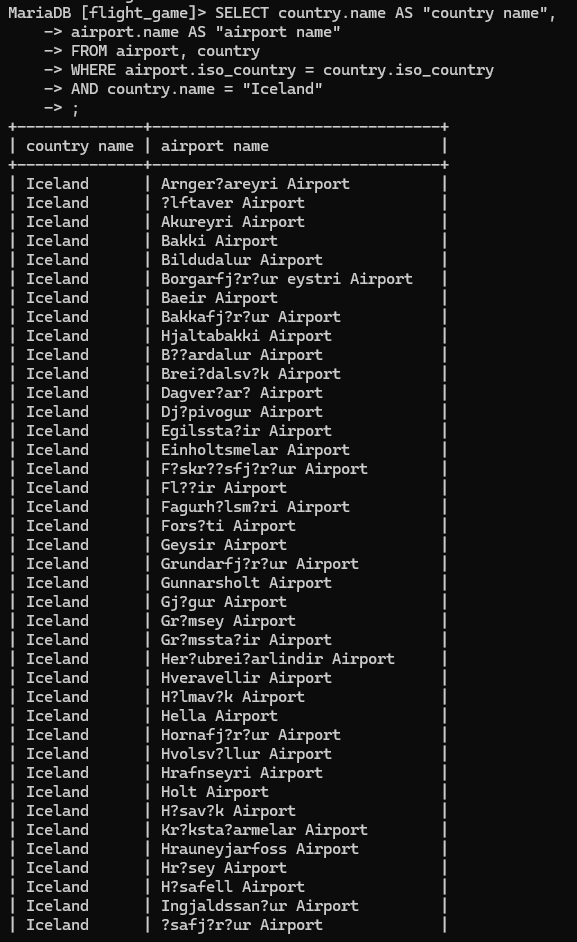 MariaDB [flight_game]> SELECT country.name AS "country name",
    -> airport.name AS "airport name"
    -> FROM airport, country
    -> WHERE airport.iso_country = country.iso_country
    -> AND country.name = "Iceland"
    -> ;
+--------------+--------------------------------+
| country name | airport name                   |
+--------------+--------------------------------+
| Iceland      | Arnger?areyri Airport          |
| Iceland      | ?lftaver Airport               |
| Iceland      | Akureyri Airport               |
| Iceland      | Bakki Airport                  |
| Iceland      | Bildudalur Airport             |
| Iceland      | Borgarfj?r?ur eystri Airport   |
| Iceland      | Baeir Airport                  |
| Iceland      | Bakkafj?r?ur Airport           |
| Iceland      | Hjaltabakki Airport            |
| Iceland      | B??ardalur Airport             |
| Iceland      | Brei?dalsv?k Airport           |
| Iceland      | Dagver?ar? Airport             |
| Iceland      | Dj?pivogur Airport             |
| Iceland      | Egilssta?ir Airport            |
| Iceland      | Einholtsmelar Airport          |
| Iceland      | F?skr??sfj?r?ur Airport        |
| Iceland      | Fl??ir Airport                 |
| Iceland      | Fagurh?lsm?ri Airport          |
| Iceland      | Fors?ti Airport                |
| Iceland      | Geysir Airport                 |
| Iceland      | Grundarfj?r?ur Airport         |
| Iceland      | Gunnarsholt Airport            |
| Iceland      | Gj?gur Airport                 |
| Iceland      | Gr?msey Airport                |
| Iceland      | Gr?mssta?ir Airport            |
| Iceland      | Her?ubrei?arlindir Airport     |
| Iceland      | Hveravellir Airport            |
| Iceland      | H?lmav?k Airport               |
| Iceland      | Hella Airport                  |
| Iceland      | Hornafj?r?ur Airport           |
| Iceland      | Hvolsv?llur Airport            |
| Iceland      | Hrafnseyri Airport             |
| Iceland      | Holt Airport                   |
| Iceland      | H?sav?k Airport                |
| Iceland      | Kr?ksta?armelar Airport        |
| Iceland      | Hrauneyjarfoss Airport         |
| Iceland      | Hr?sey Airport                 |
| Iceland      | H?safell Airport               |
| Iceland      | Ingjaldssan?ur Airport         |
| Iceland      | ?safj?r?ur Airport             |